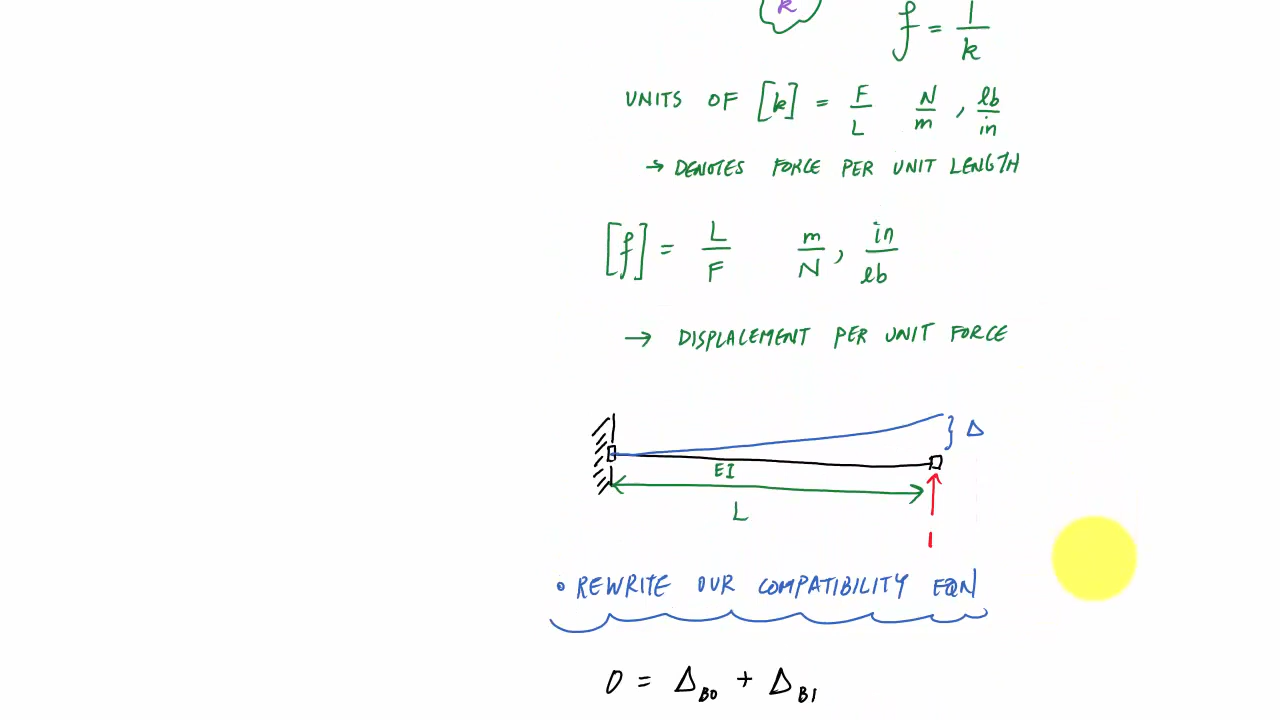 k f = 1/k
UNITS OF [k] = F/L N/m , lb/in
→ DENOTES FORCE PER UNIT LENGTH
[f] = L/F m/N , in/lb
→ DISPLACEMENT PER UNIT FORCE
} Δ
EI
L
1
• REWRITE OUR COMPATIBILITY EQN
0 = Δ_B0 + Δ_B1